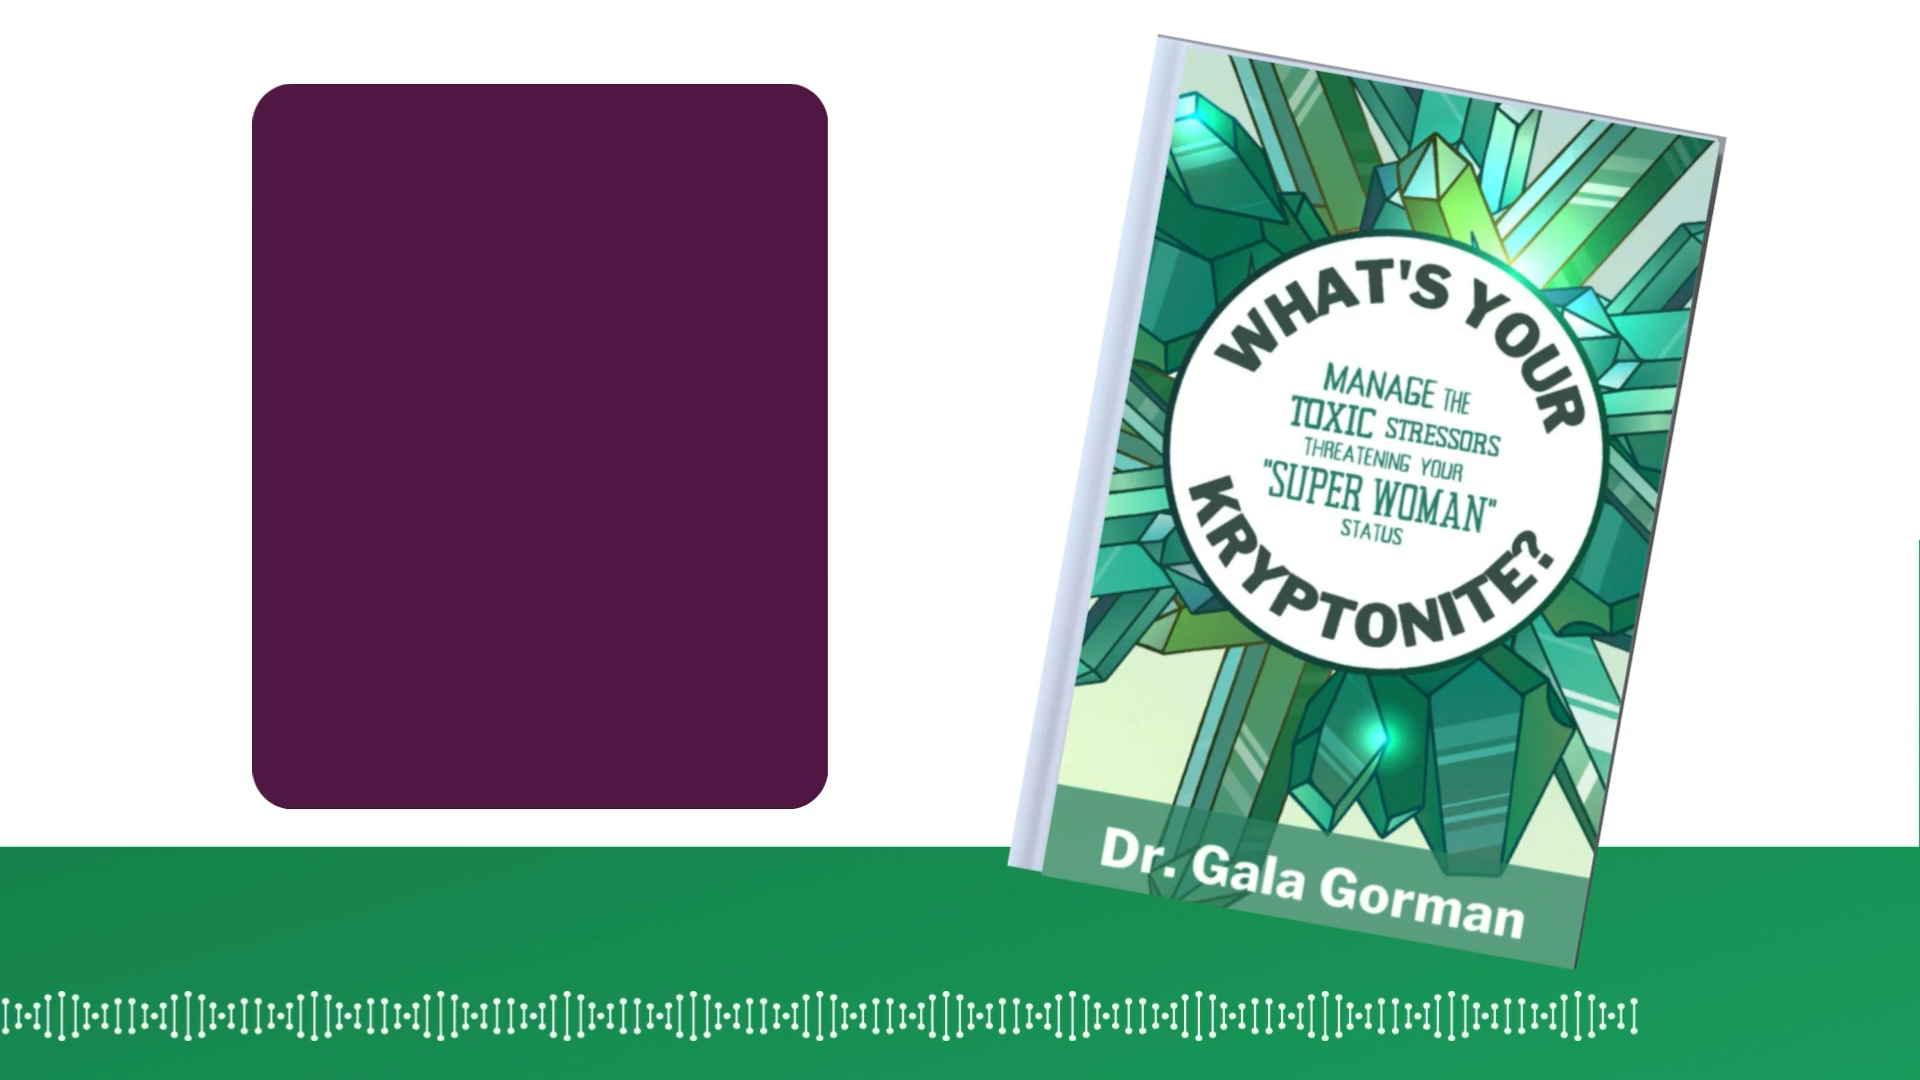 WHAT'S YOUR
MANAGE THE
TOXIC STRESSORS
THREATENING YOUR
"SUPER WOMAN"
STATUS
KRYPTONITE?
Dr. Gala Gorman